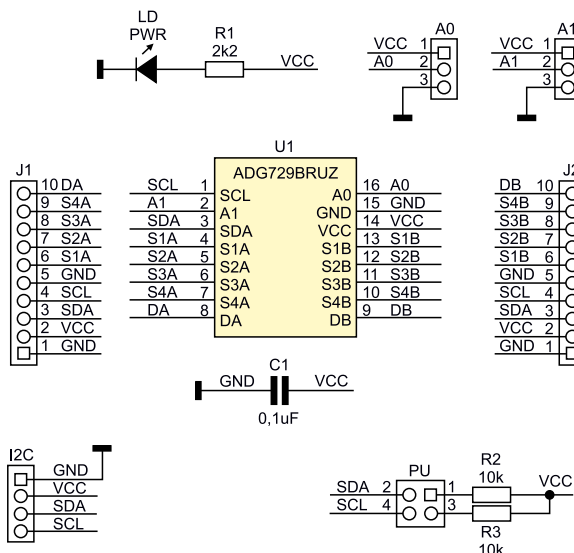 LD
PWR
R1
2k2
VCC
A0
VCC 1
A0 2
3
A1
VCC 1
A1 2
3
J1
10 DA
9 S4A
8 S3A
7 S2A
6 S1A
5 GND
4 SCL
3 SDA
2 VCC
1 GND
U1
ADG729BRUZ
SCL 1 SCL A0 16 A0
A1 2 A1 GND 15 GND
SDA 3 SDA VCC 14 VCC
S1A 4 S1A S1B 13 S1B
S2A 5 S2A S2B 12 S2B
S3A 6 S3A S3B 11 S3B
S4A 7 S4A S4B 10 S4B
DA 8 DA DB 9 DB
J2
DB 10
S4B 9
S3B 8
S2B 7
S1B 6
GND 5
SCL 4
SDA 3
VCC 2
GND 1
C1
GND VCC
0,1uF
I2C
GND
VCC
SDA
SCL
PU
SDA 2 1
SCL 4 3
R2
10k
VCC
R3
10k